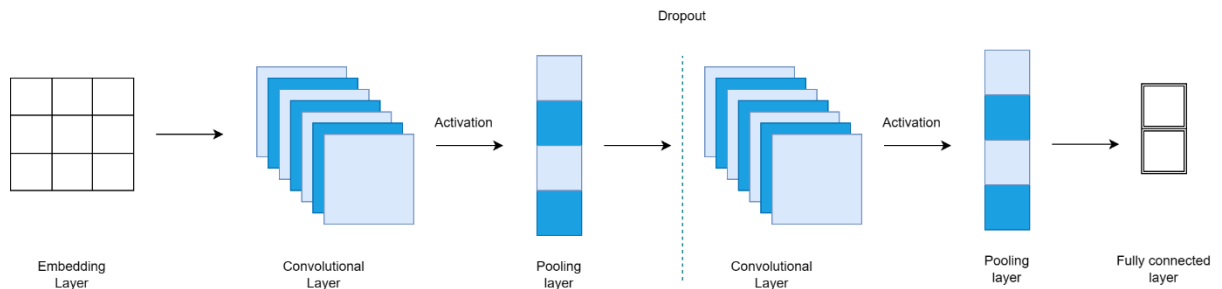 Dropout
Activation
Activation
Embedding
Layer
Convolutional
Layer
Pooling
layer
Convolutional
Layer
Pooling
layer
Fully connected
layer